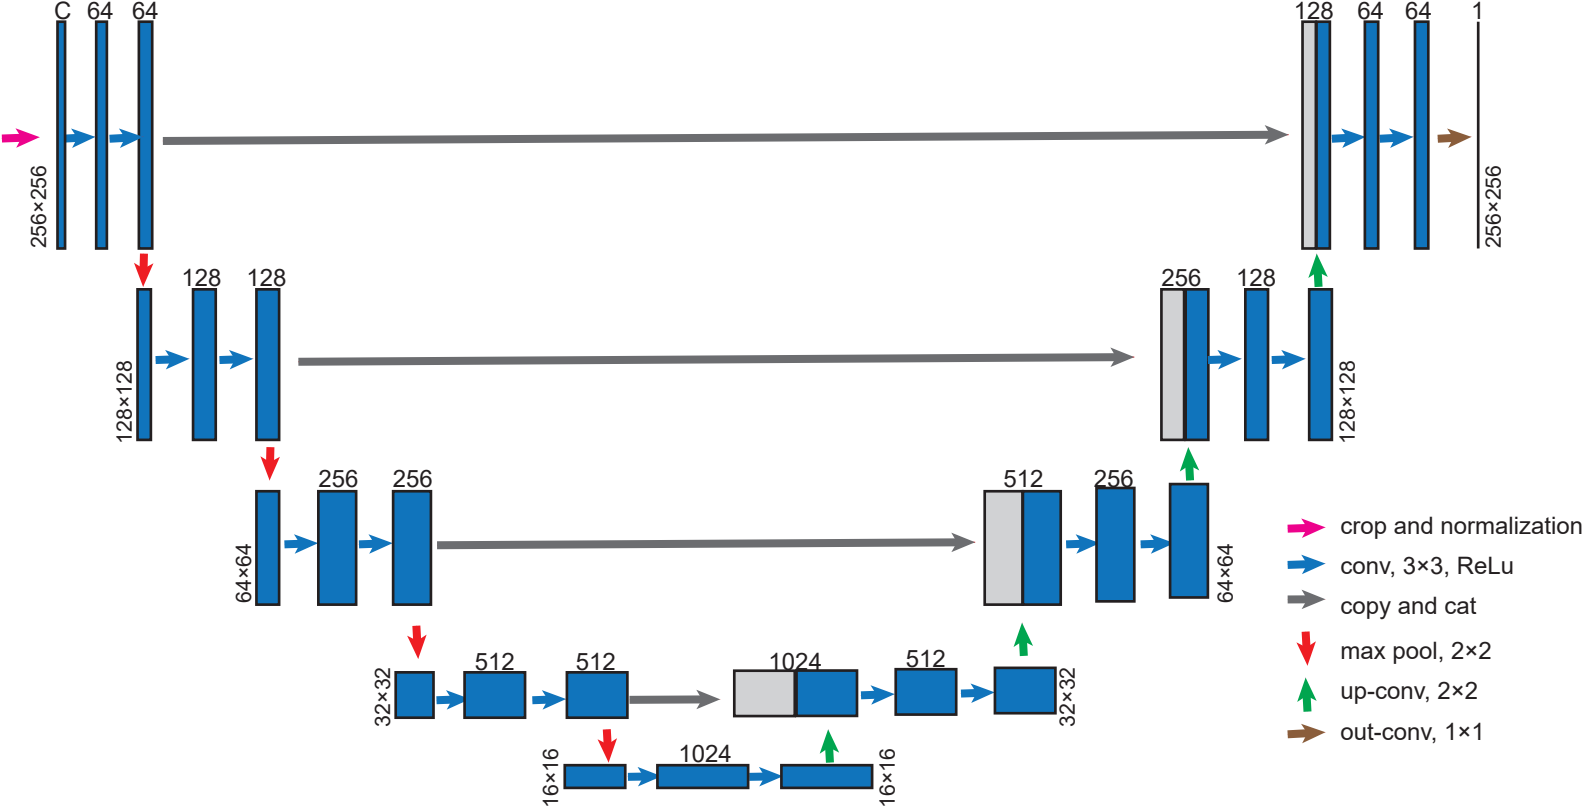 C 64 64
128 64 64 1
256×256
256×256
128 128
256 128
128×128
128×128
256 256
512 256
64×64
64×64
512 512
1024 512
32×32
32×32
1024
16×16
16×16
crop and normalization
conv, 3×3, ReLu
copy and cat
max pool, 2×2
up-conv, 2×2
out-conv, 1×1